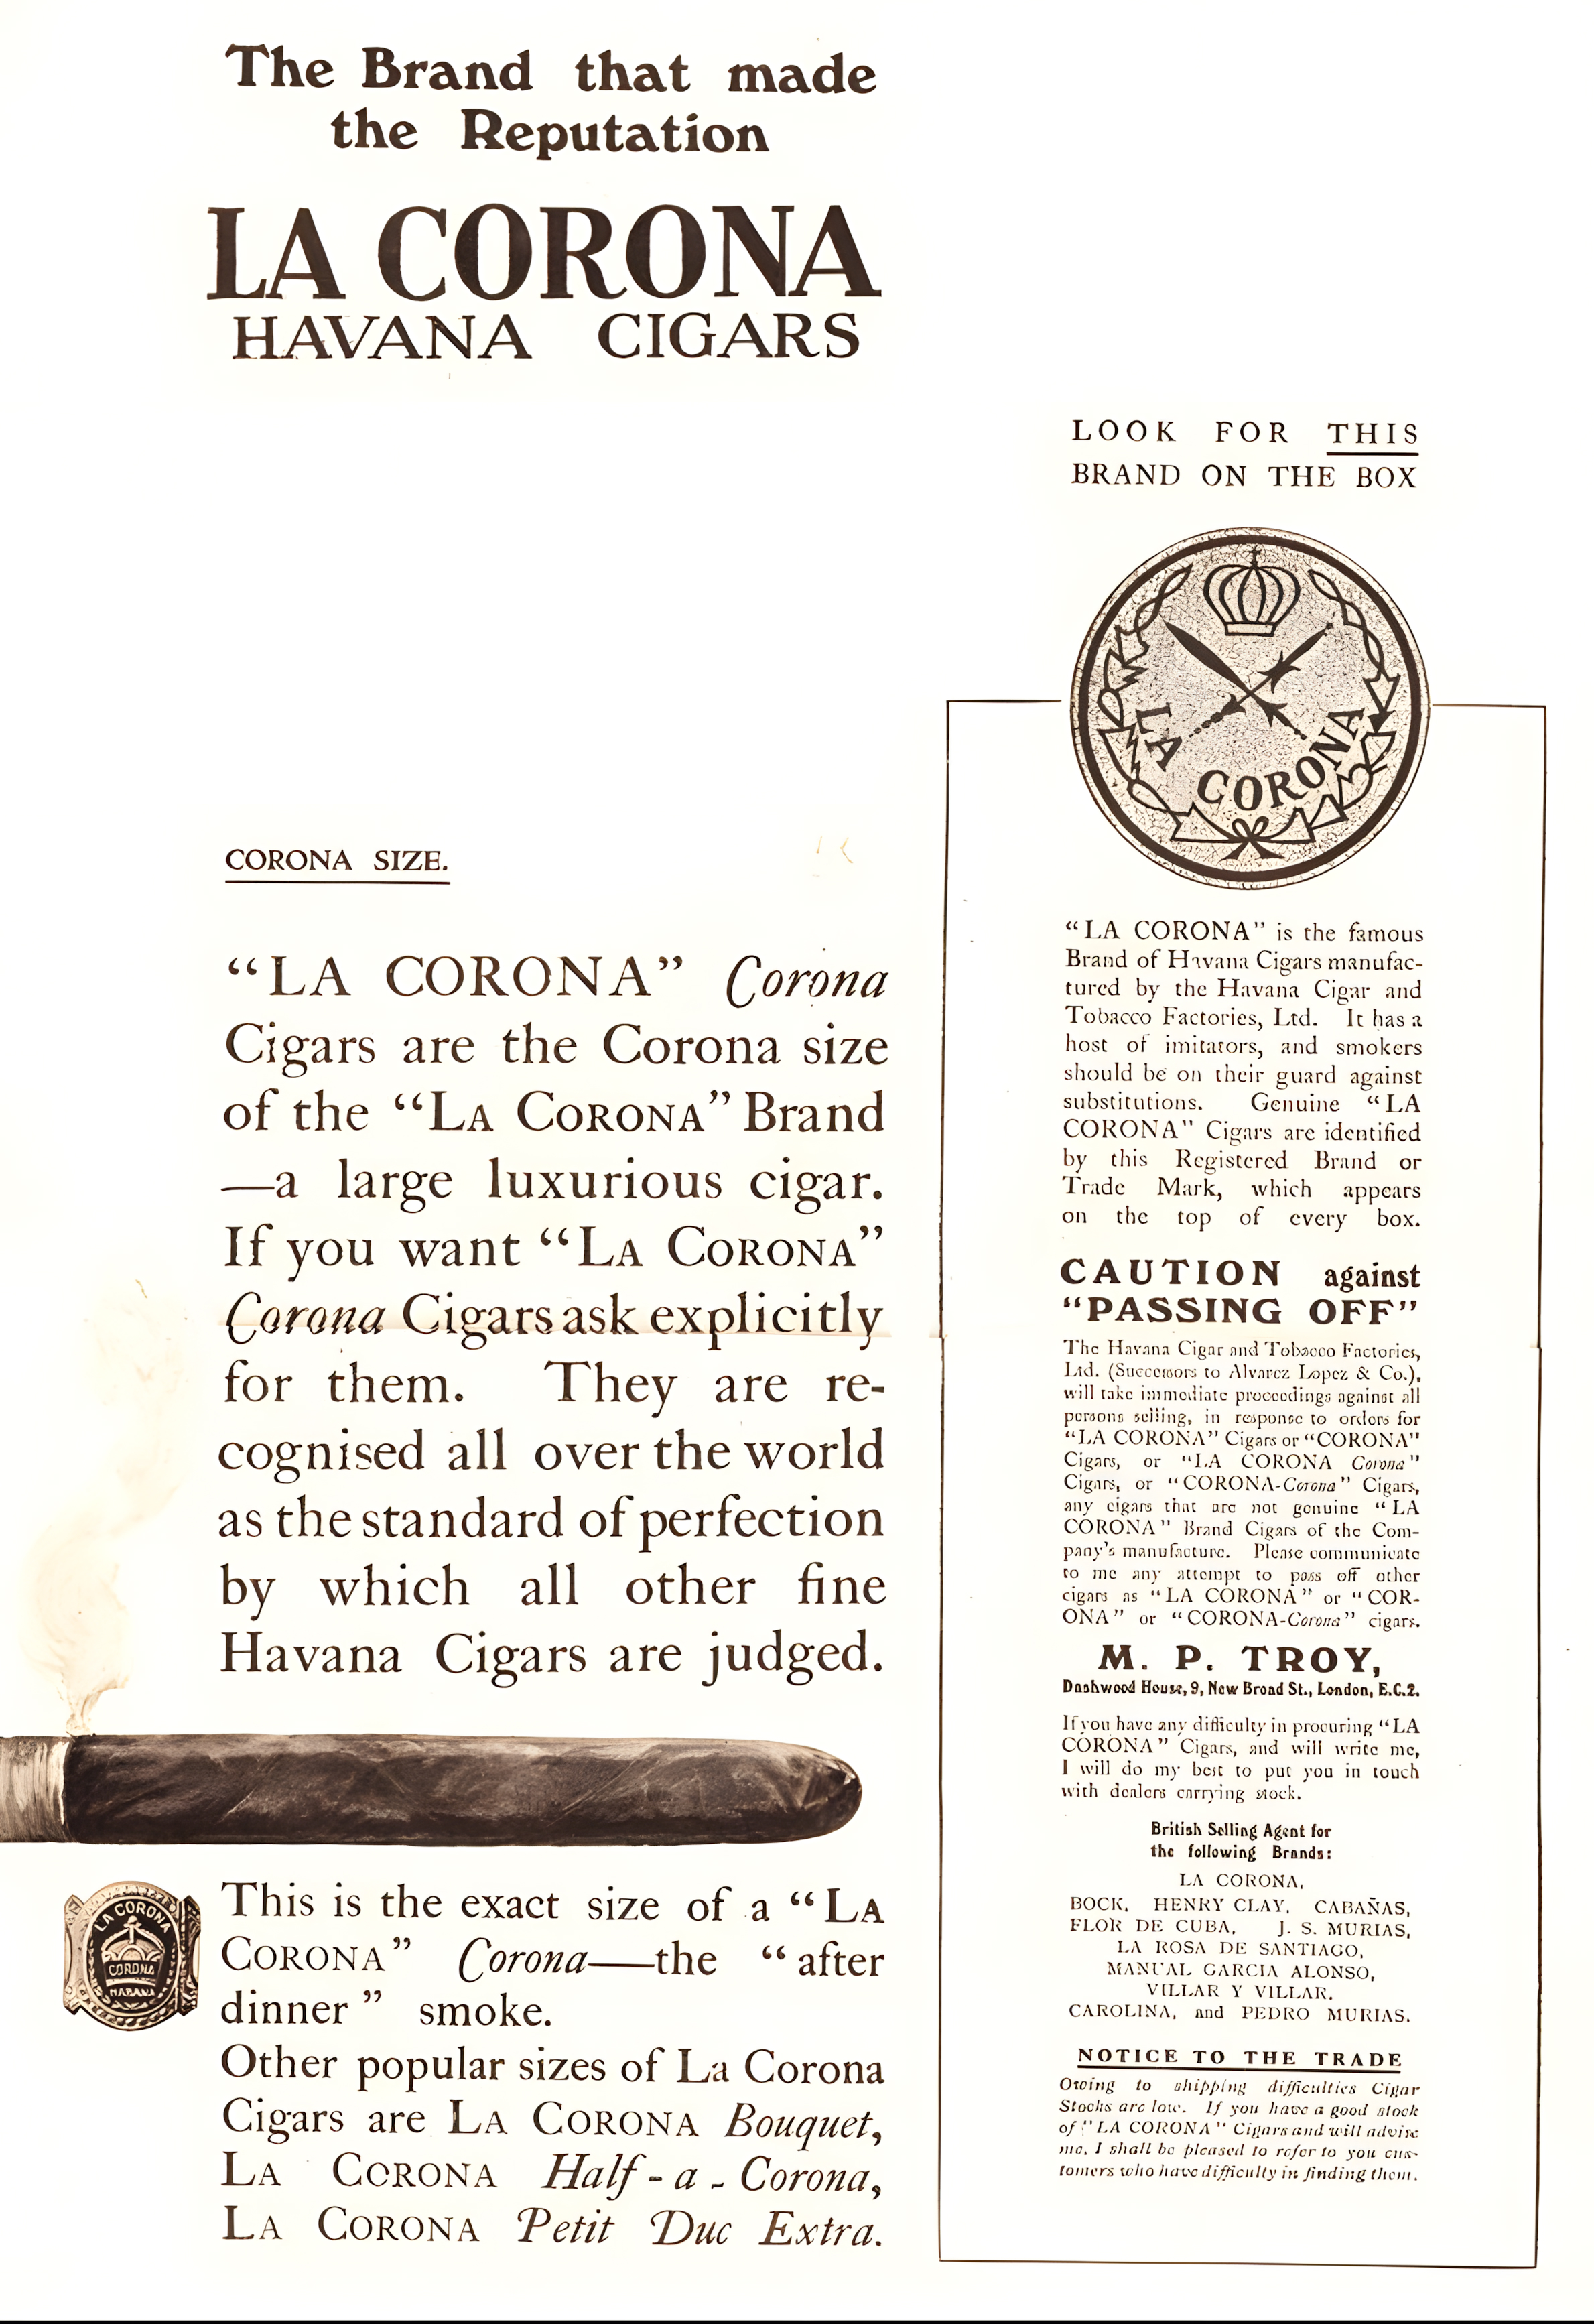 The Brand that made
the Reputation
LA CORONA
HAVANA CIGARS
CORONA SIZE.
“LA CORONA” Corona
Cigars are the Corona size
of the “LA CORONA” Brand
—a large luxurious cigar.
If you want “LA CORONA”
Corona Cigars ask explicitly
for them. They are re-
cognised all over the world
as the standard of perfection
by which all other fine
Havana Cigars are judged.
LA CORONA
CORONA
HABANA
This is the exact size of a “LA
CORONA” Corona—the “after
dinner” smoke.
Other popular sizes of La Corona
Cigars are LA CORONA Bouquet,
LA CORONA Half-a-Corona,
LA CORONA Petit Duc Extra.
LOOK FOR THIS
BRAND ON THE BOX
LA CORONA
“LA CORONA” is the famous
Brand of Havana Cigars manufac-
tured by the Havana Cigar and
Tobacco Factories, Ltd. It has a
host of imitators, and smokers
should be on their guard against
substitutions. Genuine “LA
CORONA” Cigars are identified
by this Registered Brand or
Trade Mark, which appears
on the top of every box.
CAUTION against
“PASSING OFF”
The Havana Cigar and Tobacco Factories,
Ltd. (Successors to Alvarez Lopez & Co.),
will take immediate proceedings against all
persons selling, in response to orders for
“LA CORONA” Cigars or “CORONA”
Cigars, or “LA CORONA Corona”
Cigars, or “CORONA-Corona” Cigars,
any cigars that are not genuine “LA
CORONA” Brand Cigars of the Com-
pany's manufacture. Please communicate
to me any attempt to pass off other
cigars as “LA CORONA” or “COR-
ONA” or “CORONA-Corona” cigars.
M. P. TROY,
Dashwood House, 9, New Broad St., London, E.C.2.
If you have any difficulty in procuring “LA
CORONA” Cigars, and will write me,
I will do my best to put you in touch
with dealers carrying stock.
British Selling Agent for
the following Brands:
LA CORONA,
BOCK, HENRY CLAY, CABAÑAS,
FLOR DE CUBA, J. S. MURIAS,
LA ROSA DE SANTIAGO,
MANUAL GARCIA ALONSO,
VILLAR Y VILLAR,
CAROLINA, and PEDRO MURIAS.
NOTICE TO THE TRADE
Owing to shipping difficulties Cigar
Stocks are low. If you have a good stock
of “LA CORONA” Cigars and will advise
me, I shall be pleased to refer to you cus-
tomers who have difficulty in finding them.